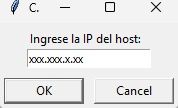 C.
Ingrese la IP del host:
xxx.xxx.x.xx
OK
Cancel